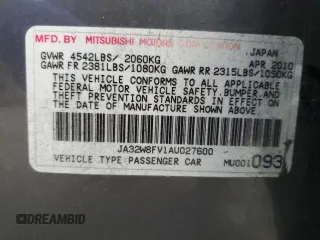 MFD. BY MITSUBISHI MOTORS CORPORATION
JAPAN
GVWR 4542LBS/ 2060KG APR 2010
GAWR FR 2381LBS/1080KG GAWR RR 2315LBS/1050KG
THIS VEHICLE CONFORMS TO ALL APPLICABLE
FEDERAL MOTOR VEHICLE SAFETY, BUMPER, AND
THEFT PREVENTION STANDARDS IN EFFECT ON THE
DATE OF MANUFACTURE SHOWN ABOVE.
JA32W8FV1AU027600
VEHICLE TYPE PASSENGER CAR MU001093
DREAMBID